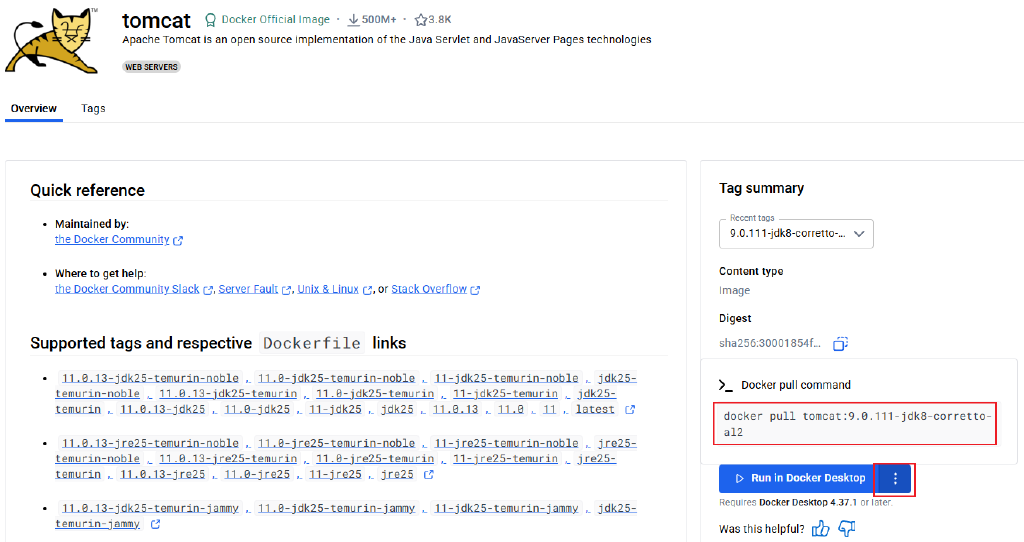 TM
tomcat Docker Official Image · 500M+ · 3.8K
Apache Tomcat is an open source implementation of the Java Servlet and JavaServer Pages technologies
WEB SERVERS
Overview Tags
Quick reference
• Maintained by:
the Docker Community
• Where to get help:
the Docker Community Slack , Server Fault , Unix & Linux , or Stack Overflow
Supported tags and respective Dockerfile links
• 11.0.13-jdk25-temurin-noble , 11.0-jdk25-temurin-noble , 11-jdk25-temurin-noble , jdk25-
temurin-noble , 11.0.13-jdk25-temurin , 11.0-jdk25-temurin , 11-jdk25-temurin , jdk25-
temurin , 11.0.13-jdk25 , 11.0-jdk25 , 11-jdk25 , jdk25 , 11.0.13 , 11.0 , 11 , latest
• 11.0.13-jre25-temurin-noble , 11.0-jre25-temurin-noble , 11-jre25-temurin-noble , jre25-
temurin-noble , 11.0.13-jre25-temurin , 11.0-jre25-temurin , 11-jre25-temurin , jre25-
temurin , 11.0.13-jre25 , 11.0-jre25 , 11-jre25 , jre25
• 11.0.13-jdk25-temurin-jammy , 11.0-jdk25-temurin-jammy , 11-jdk25-temurin-jammy , jdk25-
temurin-jammy
Tag summary
Recent tags
9.0.111-jdk8-corretto-...
Content type
Image
Digest
sha256:30001854f...
Docker pull command
docker pull tomcat:9.0.111-jdk8-corretto-
al2
Run in Docker Desktop
Requires Docker Desktop 4.37.1 or later.
Was this helpful?